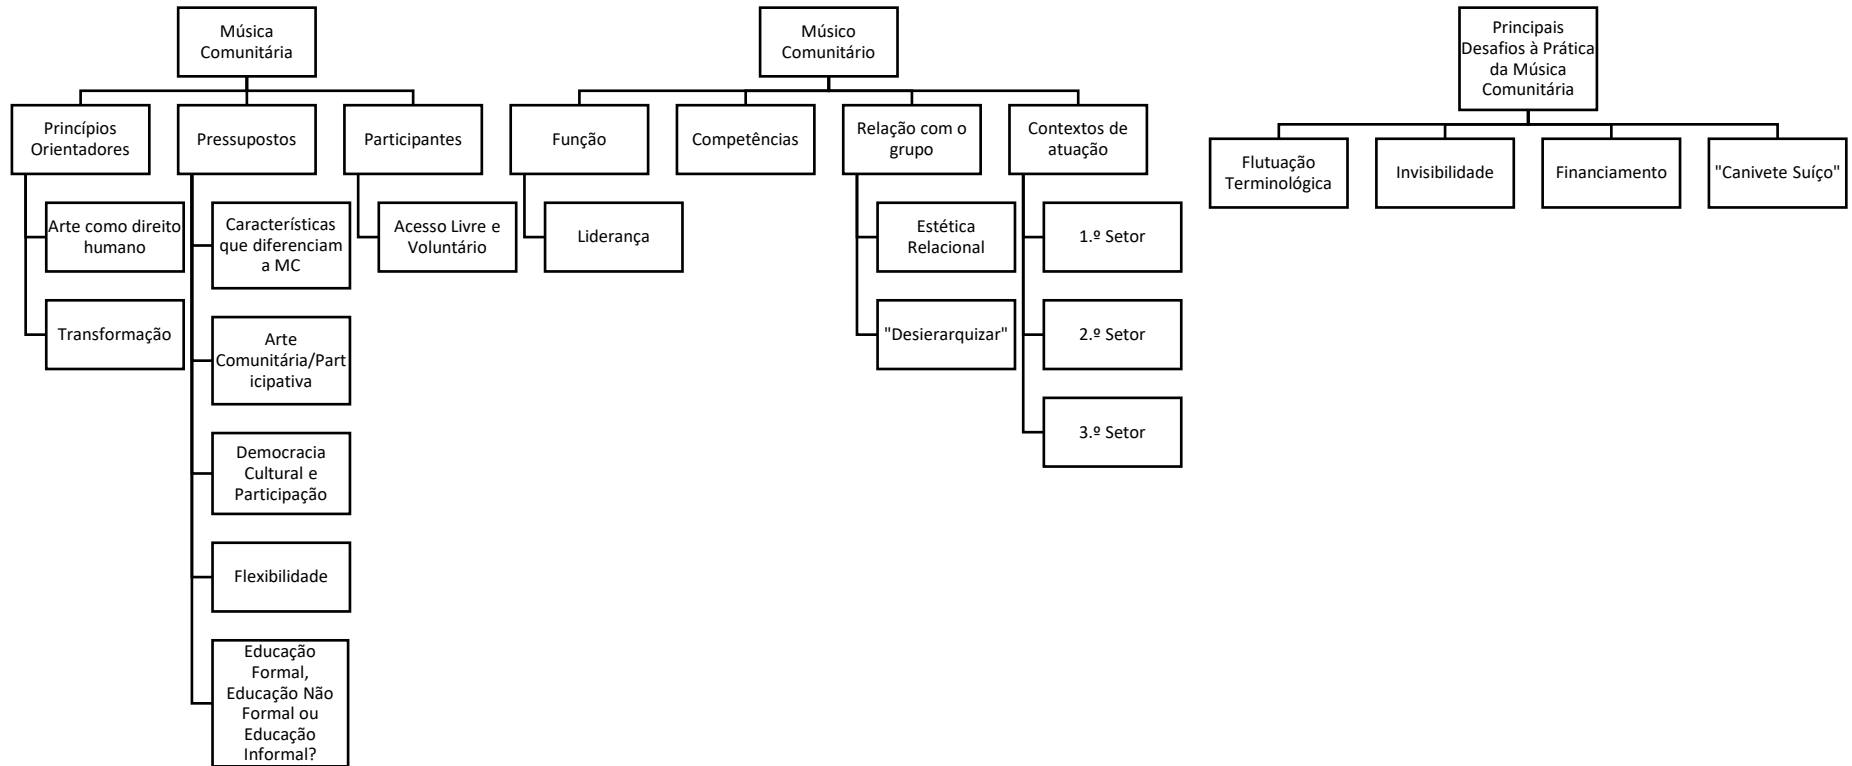 Música
Comunitária
Princípios
Orientadores
Arte como direito
humano
Transformação
Pressupostos
Características
que diferenciam
a MC
Arte
Comunitária/Part
icipativa
Democracia
Cultural e
Participação
Flexibilidade
Educação
Formal,
Educação Não
Formal ou
Educação
Informal?
Participantes
Acesso Livre e
Voluntário
Músico
Comunitário
Função
Liderança
Competências
Relação com o
grupo
Estética
Relacional
"Desierarquizar"
Contextos de
atuação
1.º Setor
2.º Setor
3.º Setor
Principais
Desafios à Prática
da Música
Comunitária
Flutuação
Terminológica
Invisibilidade
Financiamento
"Canivete Suíço"